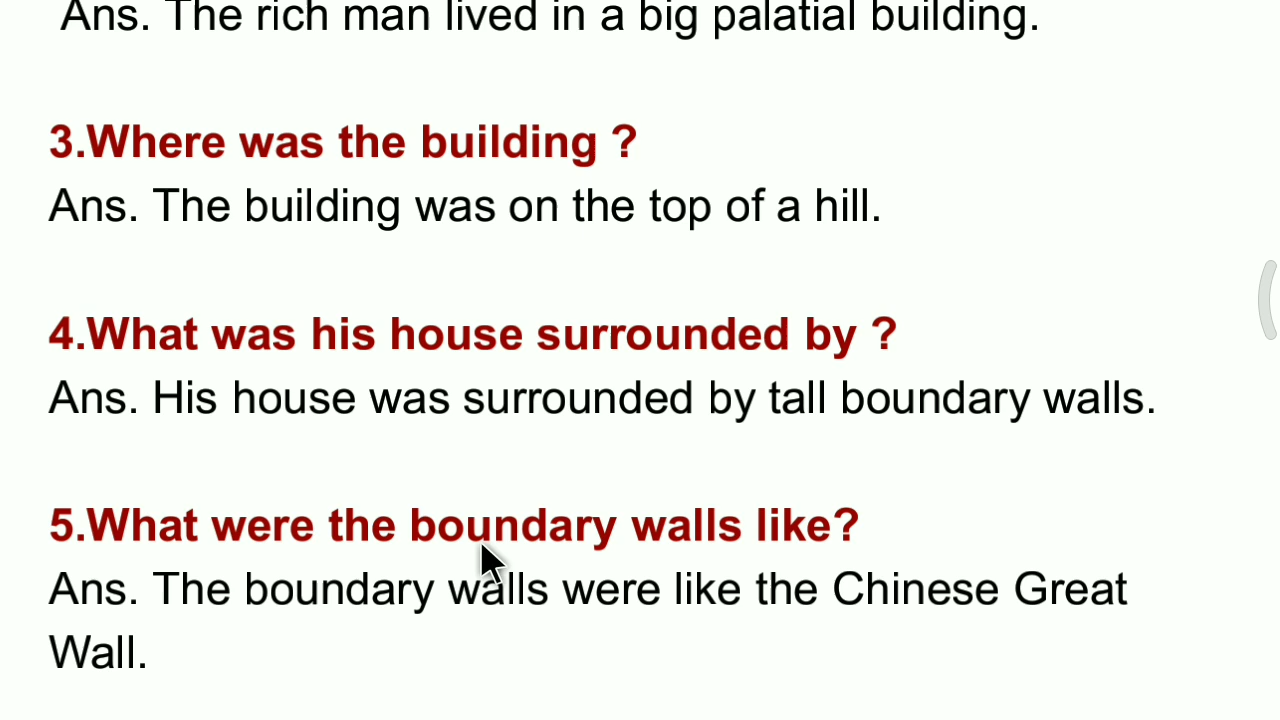 Ans. The rich man lived in a big palatial building.
3.Where was the building ?
Ans. The building was on the top of a hill.
4.What was his house surrounded by ?
Ans. His house was surrounded by tall boundary walls.
5.What were the boundary walls like?
Ans. The boundary walls were like the Chinese Great
Wall.